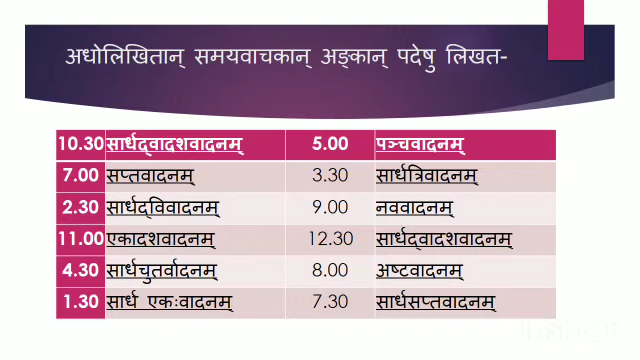 अधोलिखितान् समयवाचकान् अङ्कान् पदेषु लिखत-
10.30 सार्धद्वादशवादनम् 5.00 पञ्चवादनम्
7.00 सप्तवादनम् 3.30 सार्धत्रिवादनम्
2.30 सार्धद्विवादनम् 9.00 नववादनम्
11.00 एकादशवादनम् 12.30 सार्धद्वादशवादनम्
4.30 सार्धचुतर्वादनम् 8.00 अष्टवादनम्
1.30 सार्ध एकःवादनम् 7.30 सार्धसप्तवादनम्